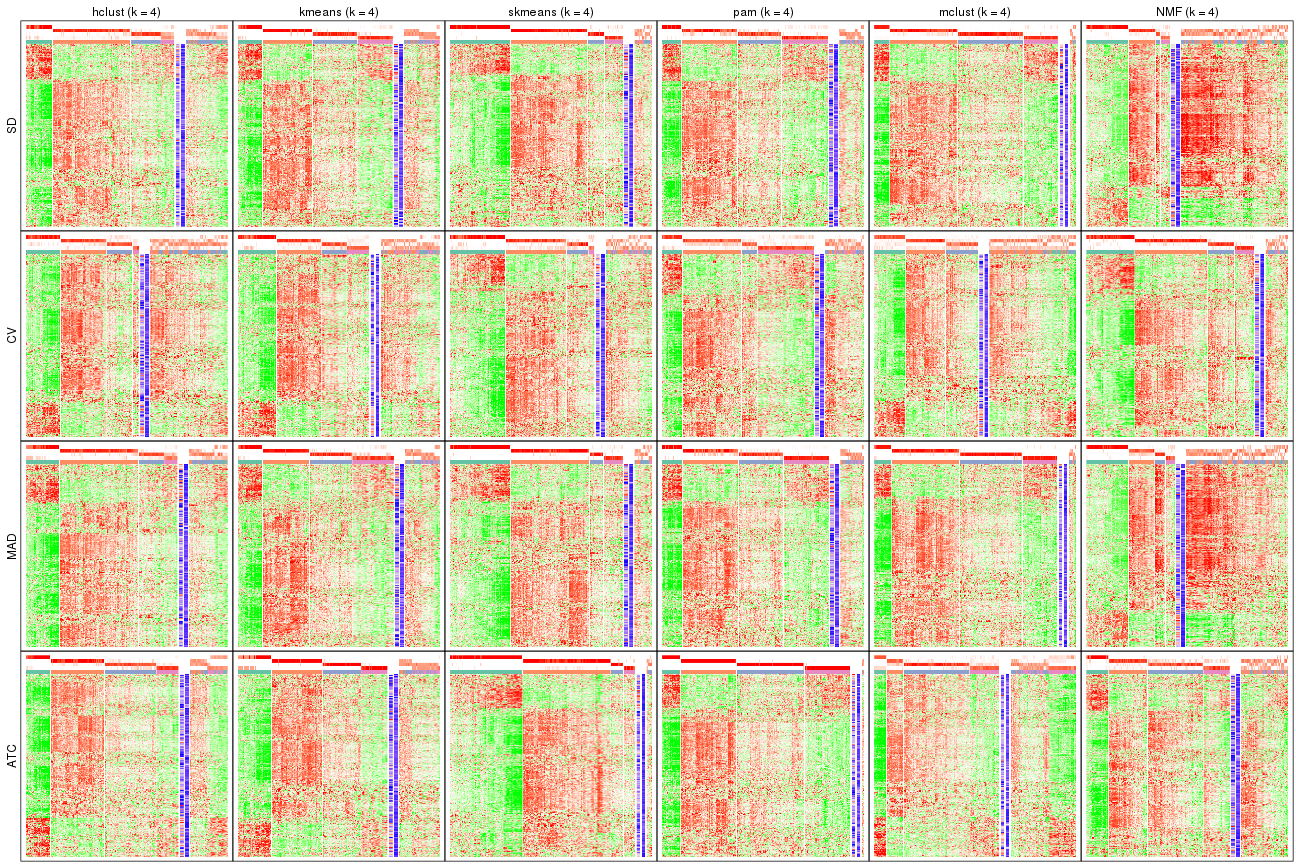 hclust (k = 4) kmeans (k = 4) skmeans (k = 4) pam (k = 4) mclust (k = 4) NMF (k = 4)
SD
CV
MAD
ATC